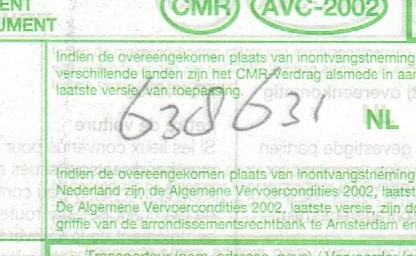 ENT
UMENT
CMR
AVC-2002
Indien de overeengekomen plaats van inontvangstneming
verschillende landen zijn het CMR Verdrag alsmede in aan
laatste versie, van toepassing.
638631
NL
Indien de overeengekomen plaats van inontvangstneming
Nederland zijn de Algemene Vervoercondities 2002, laatst
De Algemene Vervoercondities 2002, laatste versie, zijn do
griffie van de arrondissementsrechtbank te Amsterdam en